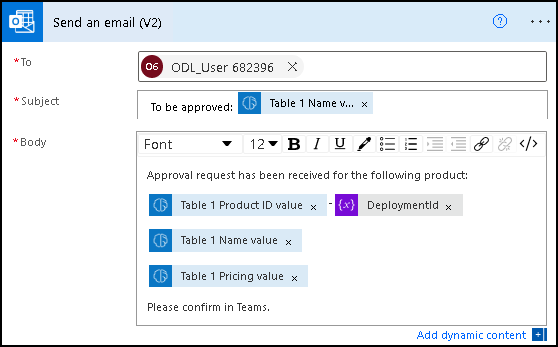 Send an email (V2)
* To
O6 ODL_User 682396 ×
* Subject
To be approved: Table 1 Name v... ×
* Body
Font 12 B I U </>
Approval request has been received for the following product:
Table 1 Product ID value × - {x} DeploymentId ×
Table 1 Name value ×
Table 1 Pricing value ×
Please confirm in Teams.
Add dynamic content +